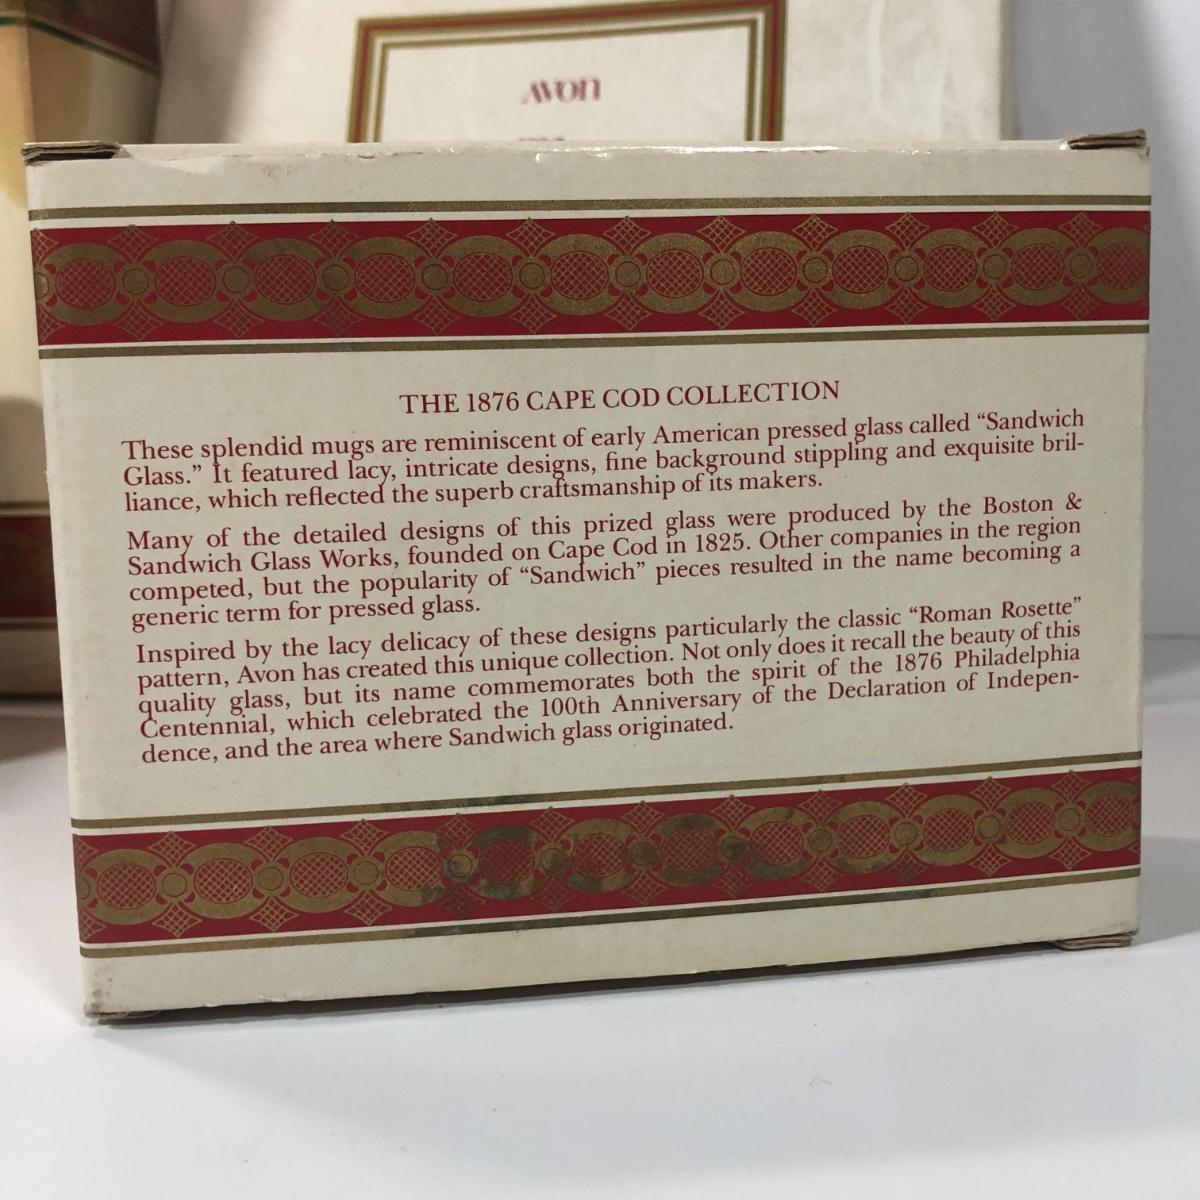 AVON
THE 1876 CAPE COD COLLECTION
These splendid mugs are reminiscent of early American pressed glass called “Sandwich
Glass.” It featured lacy, intricate designs, fine background stippling and exquisite bril-
liance, which reflected the superb craftsmanship of its makers.
Many of the detailed designs of this prized glass were produced by the Boston &
Sandwich Glass Works, founded on Cape Cod in 1825. Other companies in the region
competed, but the popularity of “Sandwich” pieces resulted in the name becoming a
generic term for pressed glass.
Inspired by the lacy delicacy of these designs particularly the classic “Roman Rosette”
pattern, Avon has created this unique collection. Not only does it recall the beauty of this
quality glass, but its name commemorates both the spirit of the 1876 Philadelphia
Centennial, which celebrated the 100th Anniversary of the Declaration of Indepen-
dence, and the area where Sandwich glass originated.